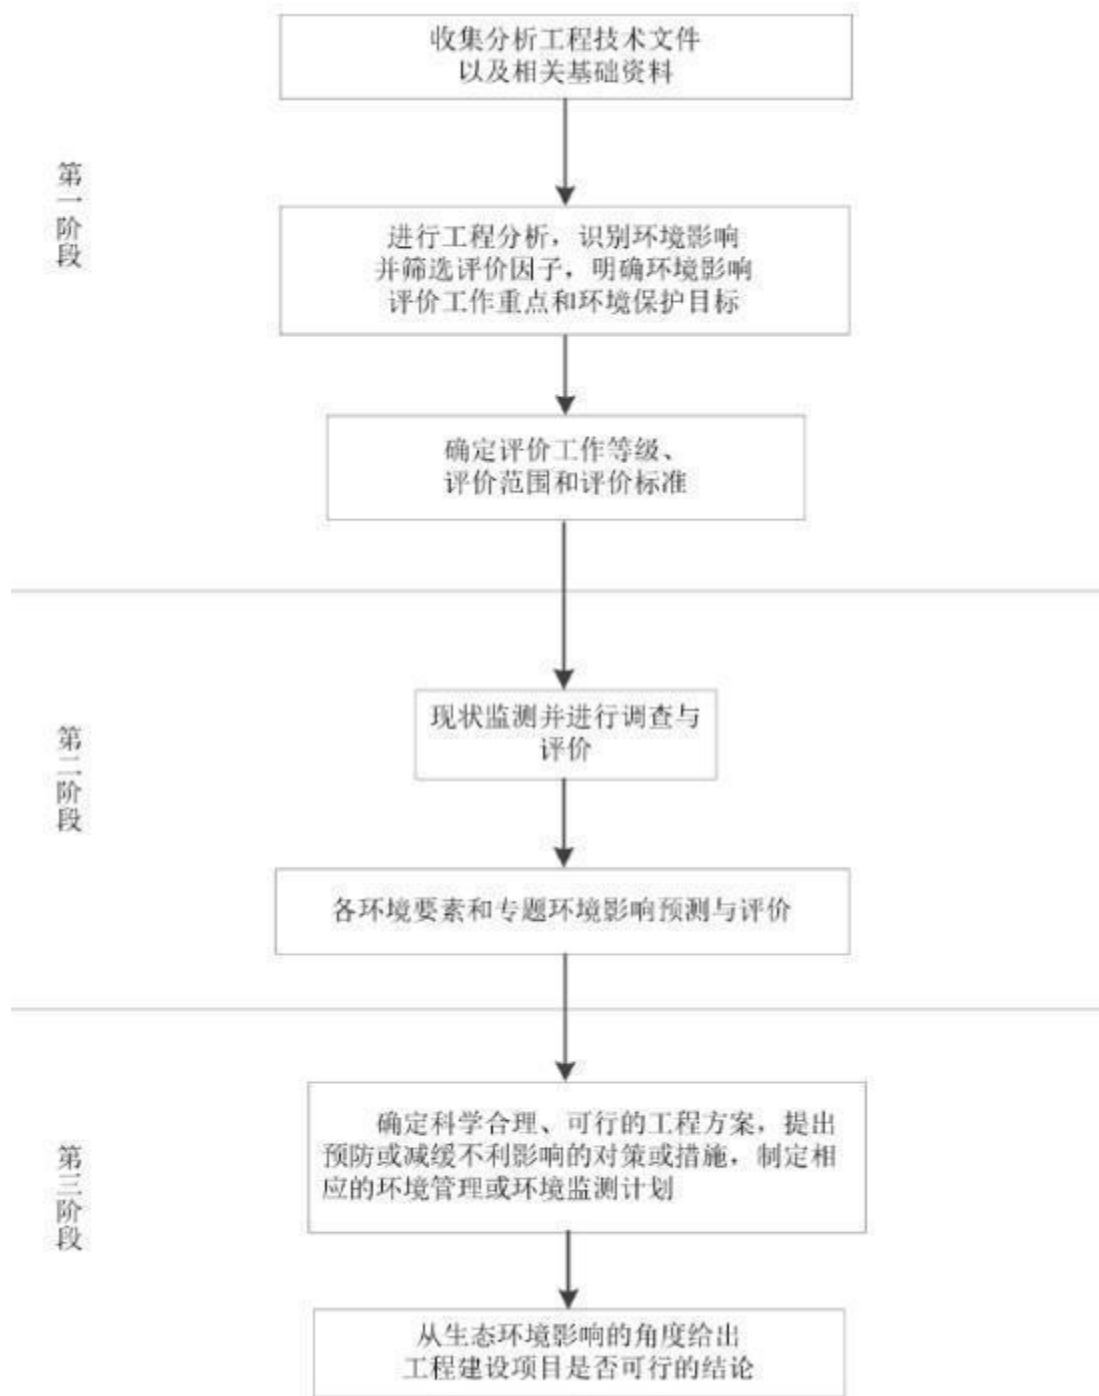 收集分析工程技术文件
以及相关基础资料
第一阶段
进行工程分析，识别环境影响
并筛选评价因子，明确环境影响
评价工作重点和环境保护目标
确定评价工作等级、
评价范围和评价标准
第二阶段
现状监测并进行调查与
评价
各环境要素和专题环境影响预测与评价
第三阶段
确定科学合理、可行的工程方案，提出
预防或减缓不利影响的对策或措施，制定相
应的环境管理或环境监测计划
从生态环境影响的角度给出
工程建设项目是否可行的结论